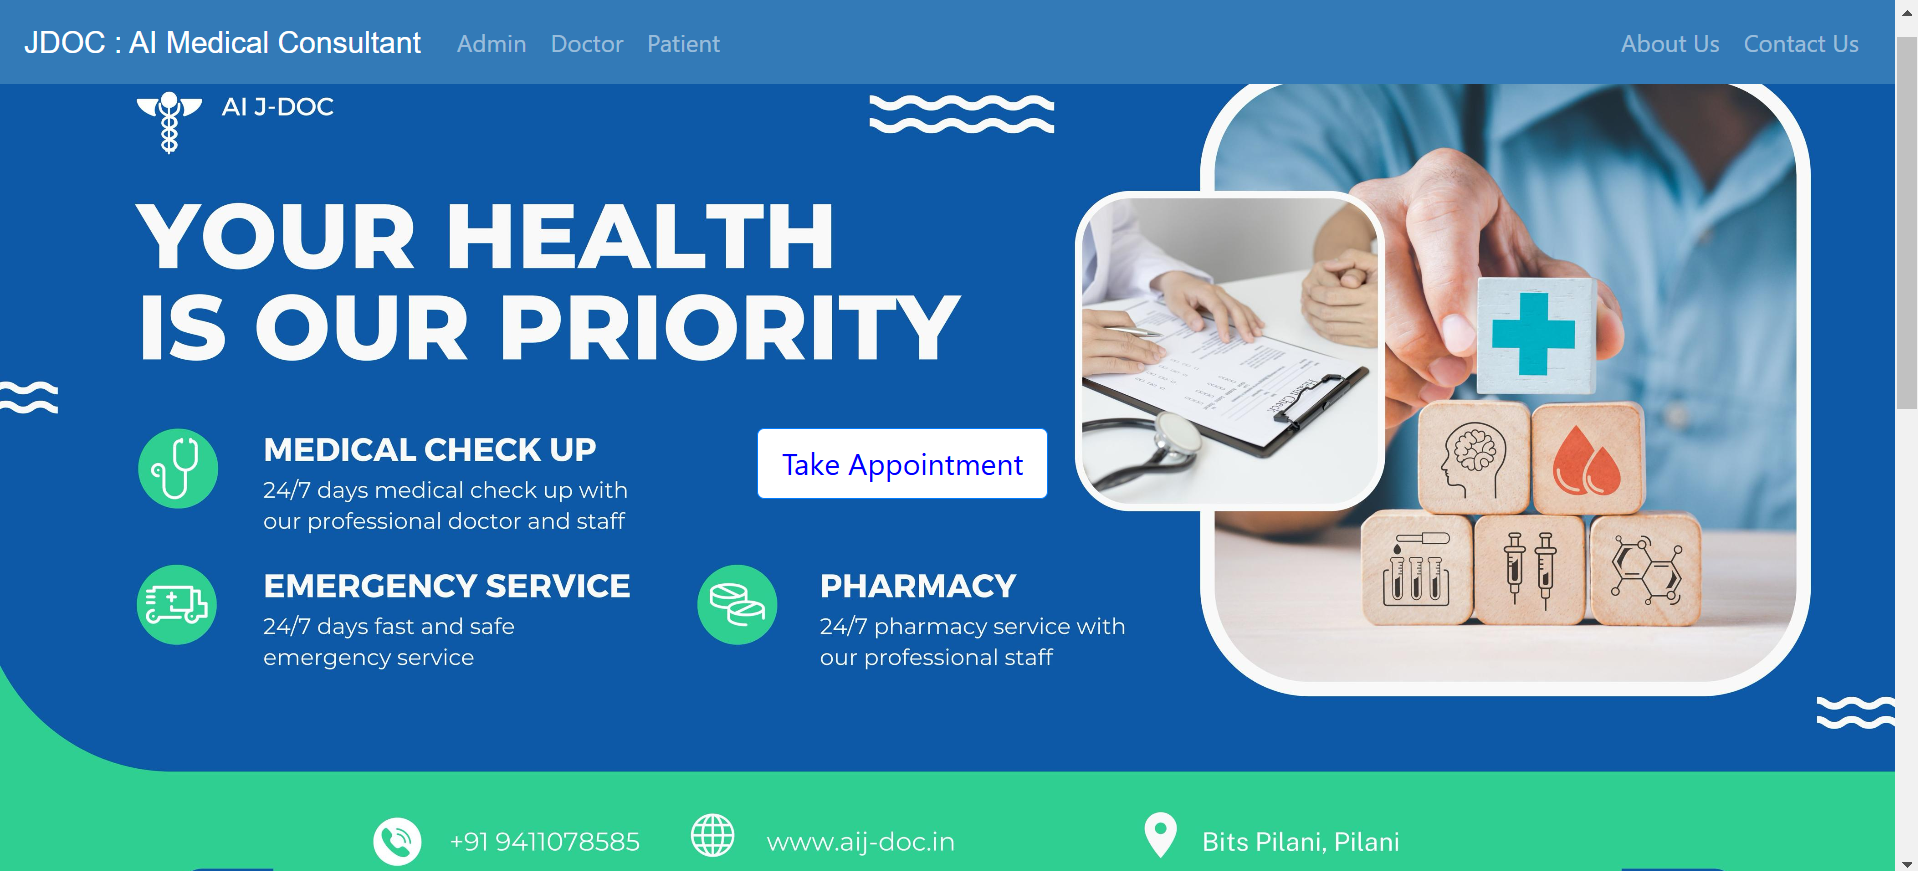 JDOC : AI Medical Consultant
Admin
Doctor
Patient
About Us
Contact Us
AI J-DOC
YOUR HEALTH
IS OUR PRIORITY
MEDICAL CHECK UP
24/7 days medical check up with
our professional doctor and staff
Take Appointment
EMERGENCY SERVICE
24/7 days fast and safe
emergency service
PHARMACY
24/7 pharmacy service with
our professional staff
+91 9411078585
www.aij-doc.in
Bits Pilani, Pilani